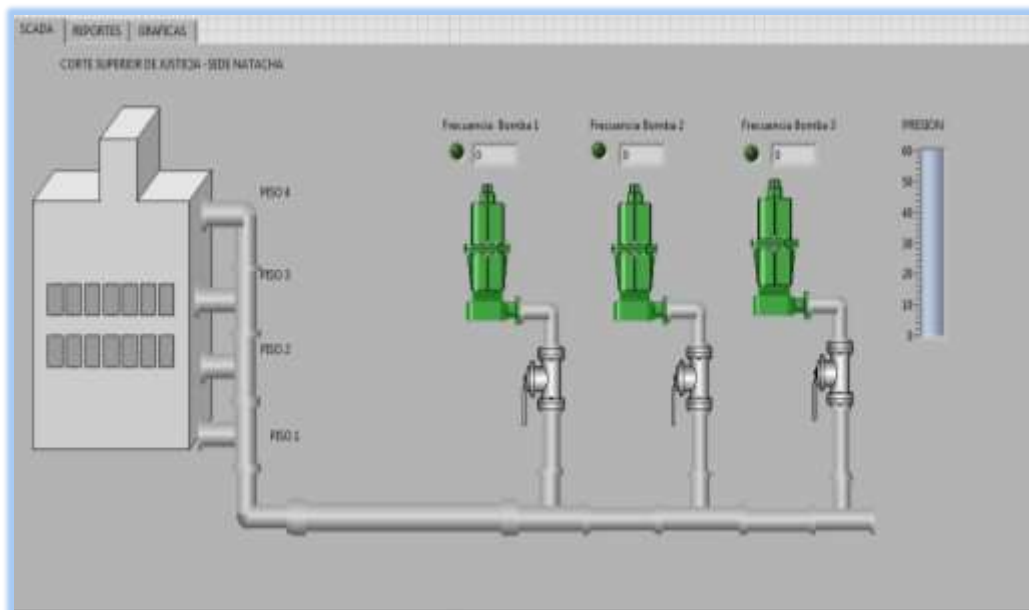 SCADA REPORTES GRAFICAS
CORTE SUPERIOR DE JUSTICIA - SEDE NATACHA
Frecuencia Bomba 1
Frecuencia Bomba 2
Frecuencia Bomba 3
PRESION
0
0
0
60
50
40
30
20
10
0
PISO 4
PISO 3
PISO 2
PISO 1